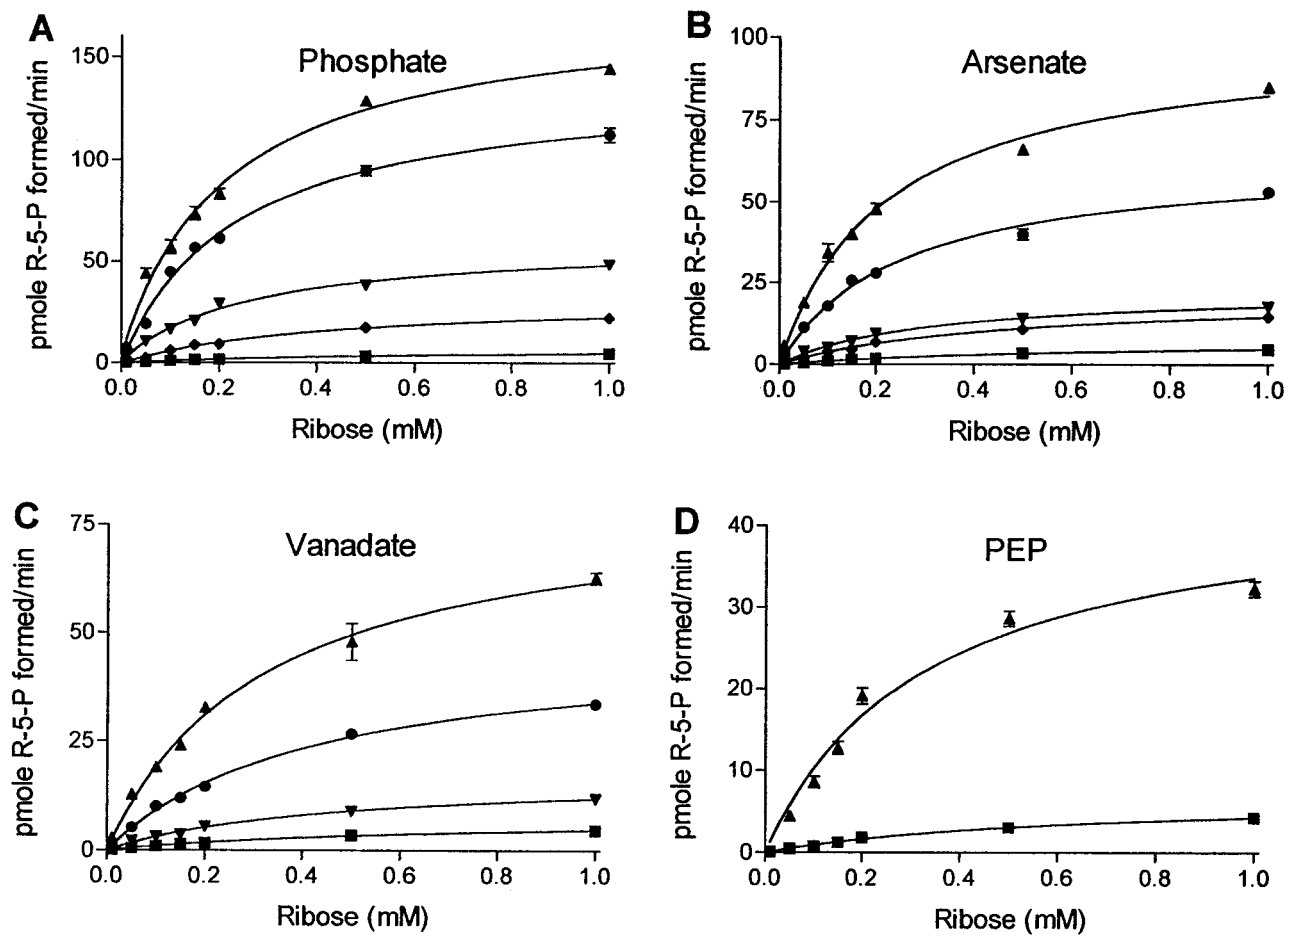 A
Phosphate
pmole R-5-P formed/min
150
100
50
0
0.0 0.2 0.4 0.6 0.8 1.0
Ribose (mM)
B
Arsenate
pmole R-5-P formed/min
100
75
50
25
0
0.0 0.2 0.4 0.6 0.8 1.0
Ribose (mM)
C
Vanadate
pmole R-5-P formed/min
75
50
25
0
0.0 0.2 0.4 0.6 0.8 1.0
Ribose (mM)
D
PEP
pmole R-5-P formed/min
40
30
20
10
0
0.0 0.2 0.4 0.6 0.8 1.0
Ribose (mM)